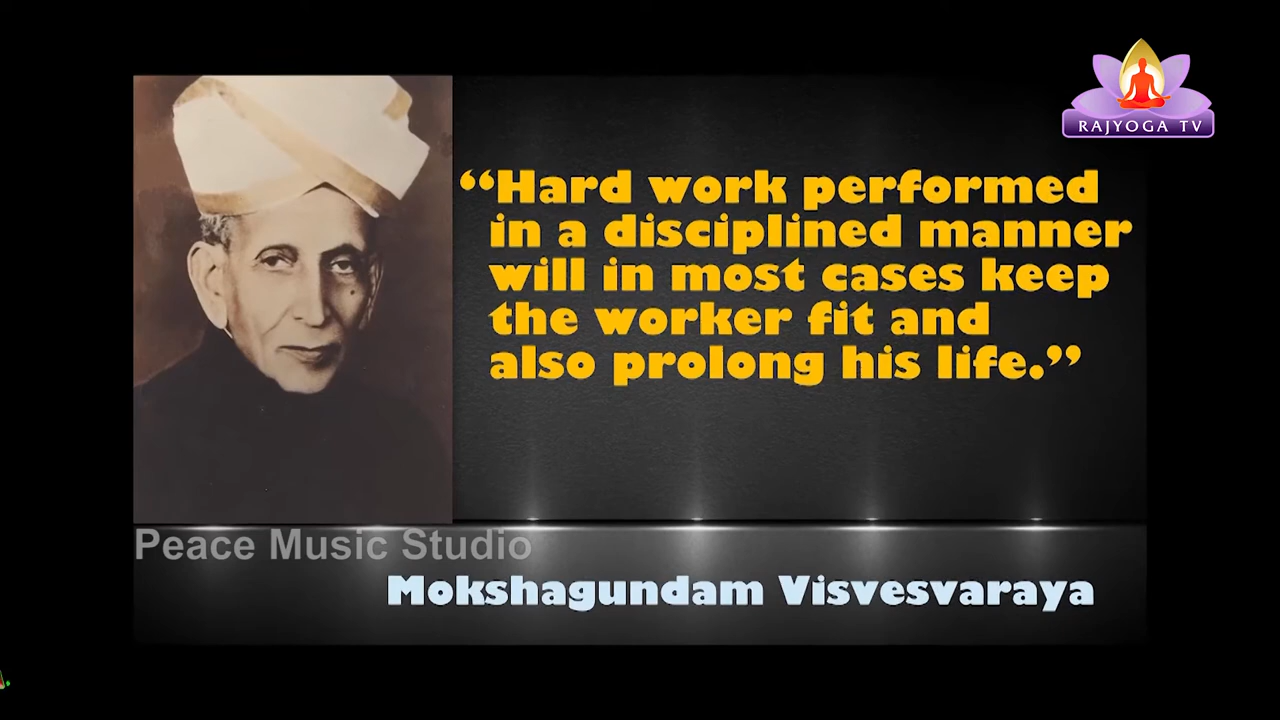 RAJYOGA TV
“Hard work performed
in a disciplined manner
will in most cases keep
the worker fit and
also prolong his life.”
Peace Music Studio
Mokshagundam Visvesvaraya